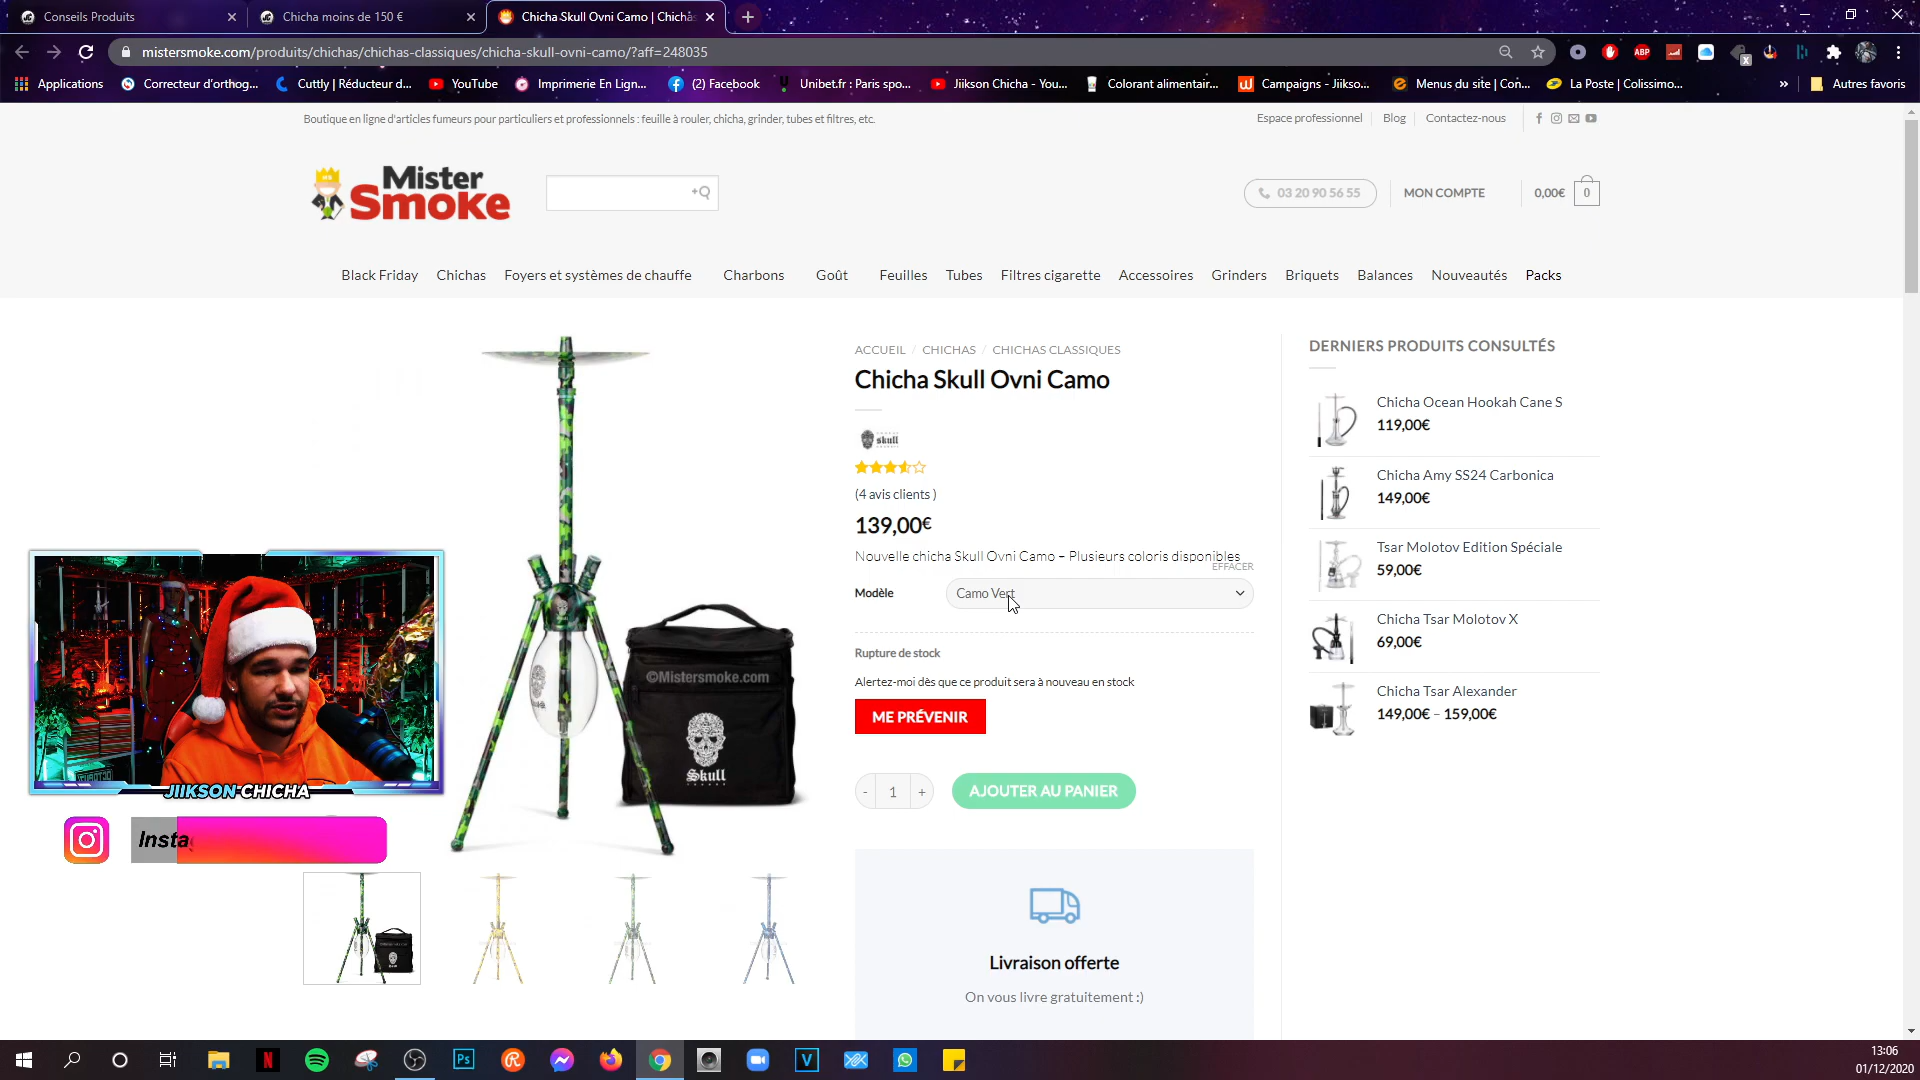 Conseils Produits
Chicha moins de 150 €
Chicha Skull Ovni Camo | Chichas
mistersmoke.com/produits/chichas/chichas-classiques/chicha-skull-ovni-camo/?aff=248035
Applications
Correcteur d'orthog...
Cuttly | Réducteur d...
YouTube
Imprimerie En Lign...
(2) Facebook
Unibet.fr : Paris spo...
Jiikson Chicha - You...
Colorant alimentair...
Campaigns - Jiikso...
Menus du site | Con...
La Poste | Colissimo...
»
Autres favoris
Boutique en ligne d'articles fumeurs pour particuliers et professionnels : feuille à rouler, chicha, grinder, tubes et filtres, etc.
Espace professionnel
Blog
Contactez-nous
Mister
Smoke
03 20 90 56 55
MON COMPTE
0,00€
0
Black Friday
Chichas
Foyers et systèmes de chauffe
Charbons
Goût
Feuilles
Tubes
Filtres cigarette
Accessoires
Grinders
Briquets
Balances
Nouveautés
Packs
ACCUEIL / CHICHAS / CHICHAS CLASSIQUES
Chicha Skull Ovni Camo
skull
(4 avis clients )
139,00€
Nouvelle chicha Skull Ovni Camo – Plusieurs coloris disponibles
EFFACER
Modèle
Camo Vert
Rupture de stock
Alertez-moi dès que ce produit sera à nouveau en stock
ME PRÉVENIR
- 1 +
AJOUTER AU PANIER
Livraison offerte
On vous livre gratuitement :)
DERNIERS PRODUITS CONSULTÉS
Chicha Ocean Hookah Cane S
119,00€
Chicha Amy SS24 Carbonica
149,00€
Tsar Molotov Edition Spéciale
59,00€
Chicha Tsar Molotov X
69,00€
Chicha Tsar Alexander
149,00€ – 159,00€
©Mistersmoke.com
Skull
JIIKSON CHICHA
Insta
13:06
01/12/2020